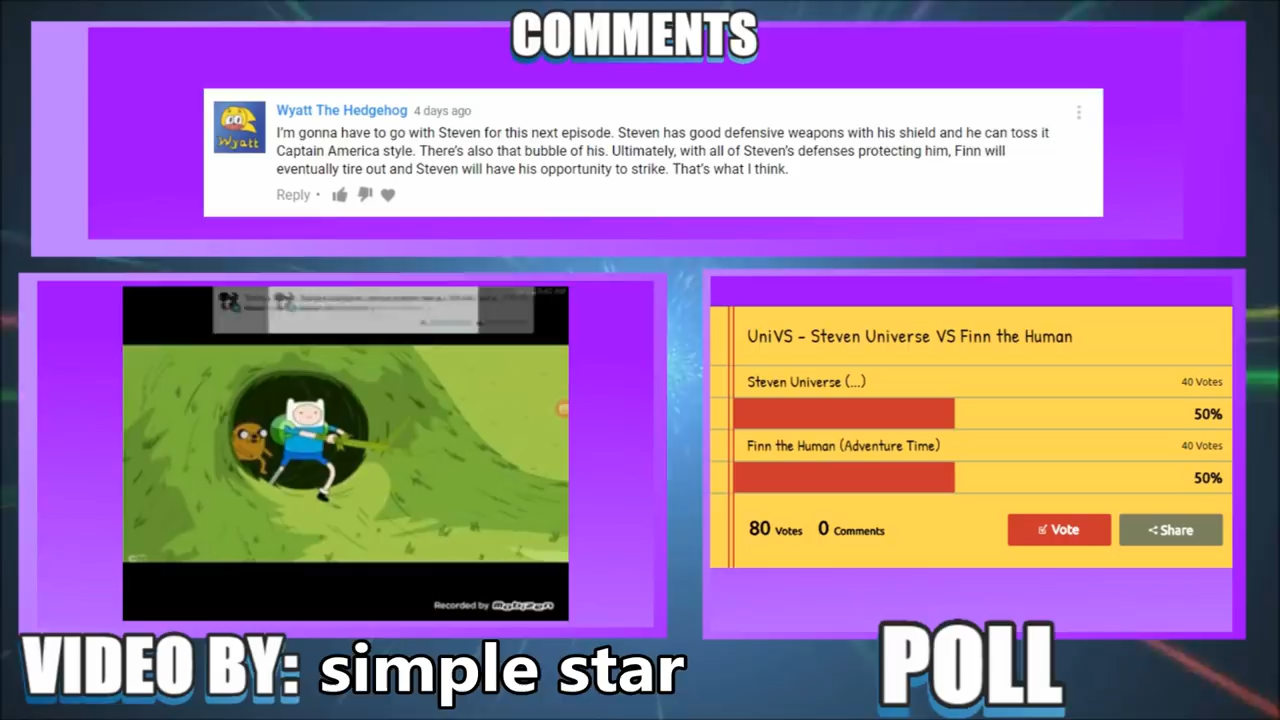 COMMENTS
Wyatt The Hedgehog 4 days ago
I'm gonna have to go with Steven for this next episode. Steven has good defensive weapons with his shield and he can toss it
Captain America style. There's also that bubble of his. Ultimately, with all of Steven's defenses protecting him, Finn will
eventually tire out and Steven will have his opportunity to strike. That's what I think.
Reply •
Wyatt
Recorded by Mobizen
VIDEO BY: simple star
UniVS - Steven Universe VS Finn the Human
Steven Universe (...) 40 Votes
50%
Finn the Human (Adventure Time) 40 Votes
50%
80 Votes 0 Comments Vote Share
POLL